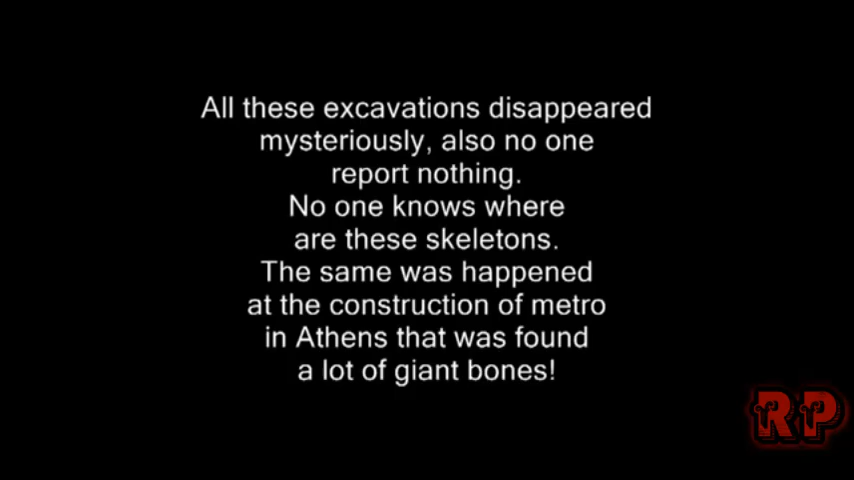 All these excavations disappeared
mysteriously, also no one
report nothing.
No one knows where
are these skeletons.
The same was happened
at the construction of metro
in Athens that was found
a lot of giant bones!
RP